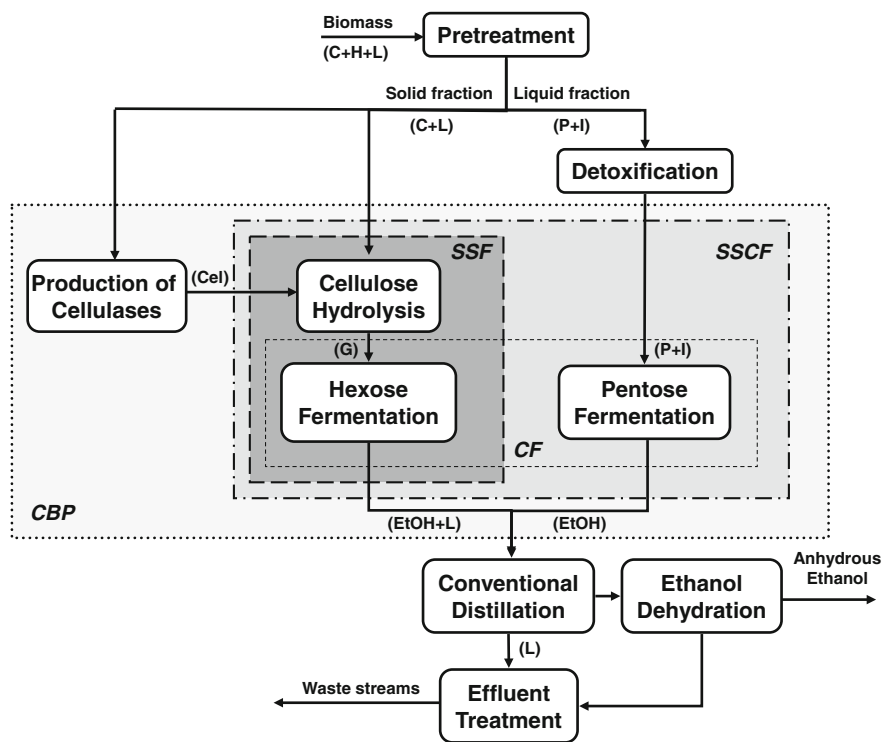 Biomass
(C+H+L)
Pretreatment
Solid fraction
Liquid fraction
(C+L)
(P+I)
Detoxification
SSF
SSCF
Production of
Cellulases
(Cel)
Cellulose
Hydrolysis
(G)
(P+I)
Hexose
Fermentation
Pentose
Fermentation
CF
CBP
(EtOH+L)
(EtOH)
Conventional
Distillation
Ethanol
Dehydration
Anhydrous
Ethanol
(L)
Waste streams
Effluent
Treatment